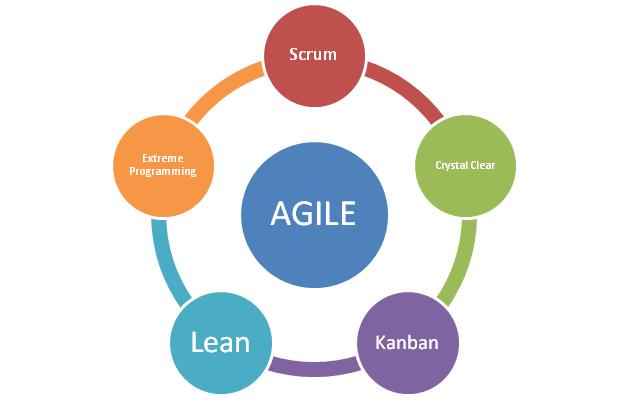 Scrum
Crystal Clear
Kanban
Lean
Extreme
Programming
AGILE